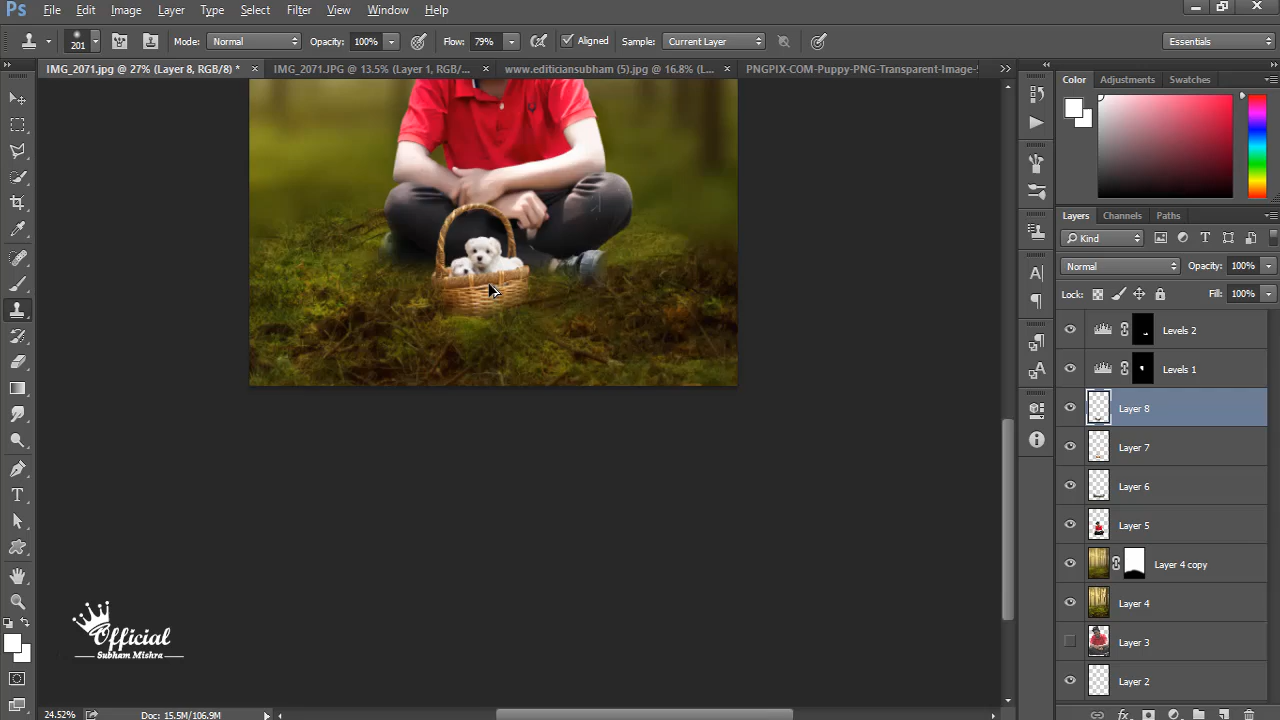 Ps File Edit Image Layer Type Select Filter View Window Help
201 Mode: Normal Opacity: 100% Flow: 79% Aligned Sample: Current Layer Essentials
IMG_2071.jpg @ 27% (Layer 8, RGB/8) * × IMG_2071.JPG @ 13.5% (Layer 1, RGB/... × www.editiciansubham (5).jpg @ 16.8% (L... × PNGPIX-COM-Puppy-PNG-Transparent-Image-
Color Adjustments Swatches
Layers Channels Paths
Kind
Normal Opacity: 100%
Lock: Fill: 100%
Levels 2
Levels 1
Layer 8
Layer 7
Layer 6
Layer 5
Layer 4 copy
Layer 4
Layer 3
Layer 2
Official
Subham Mishra
24.52% Doc: 15.5M/106.9M